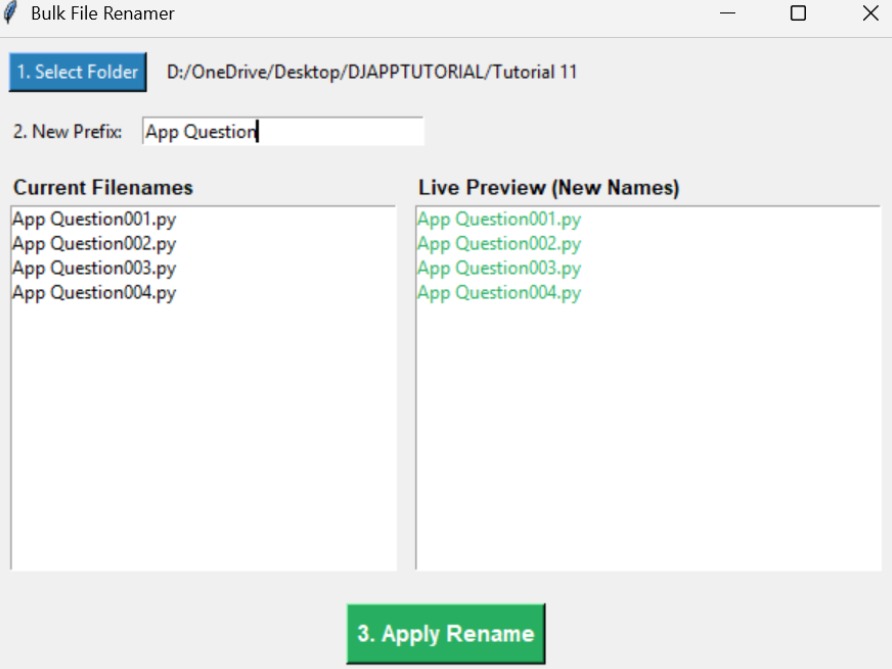 Bulk File Renamer
1. Select Folder D:/OneDrive/Desktop/DJAPPTUTORIAL/Tutorial 11
2. New Prefix: App Question
Current Filenames
App Question001.py
App Question002.py
App Question003.py
App Question004.py
Live Preview (New Names)
App Question001.py
App Question002.py
App Question003.py
App Question004.py
3. Apply Rename